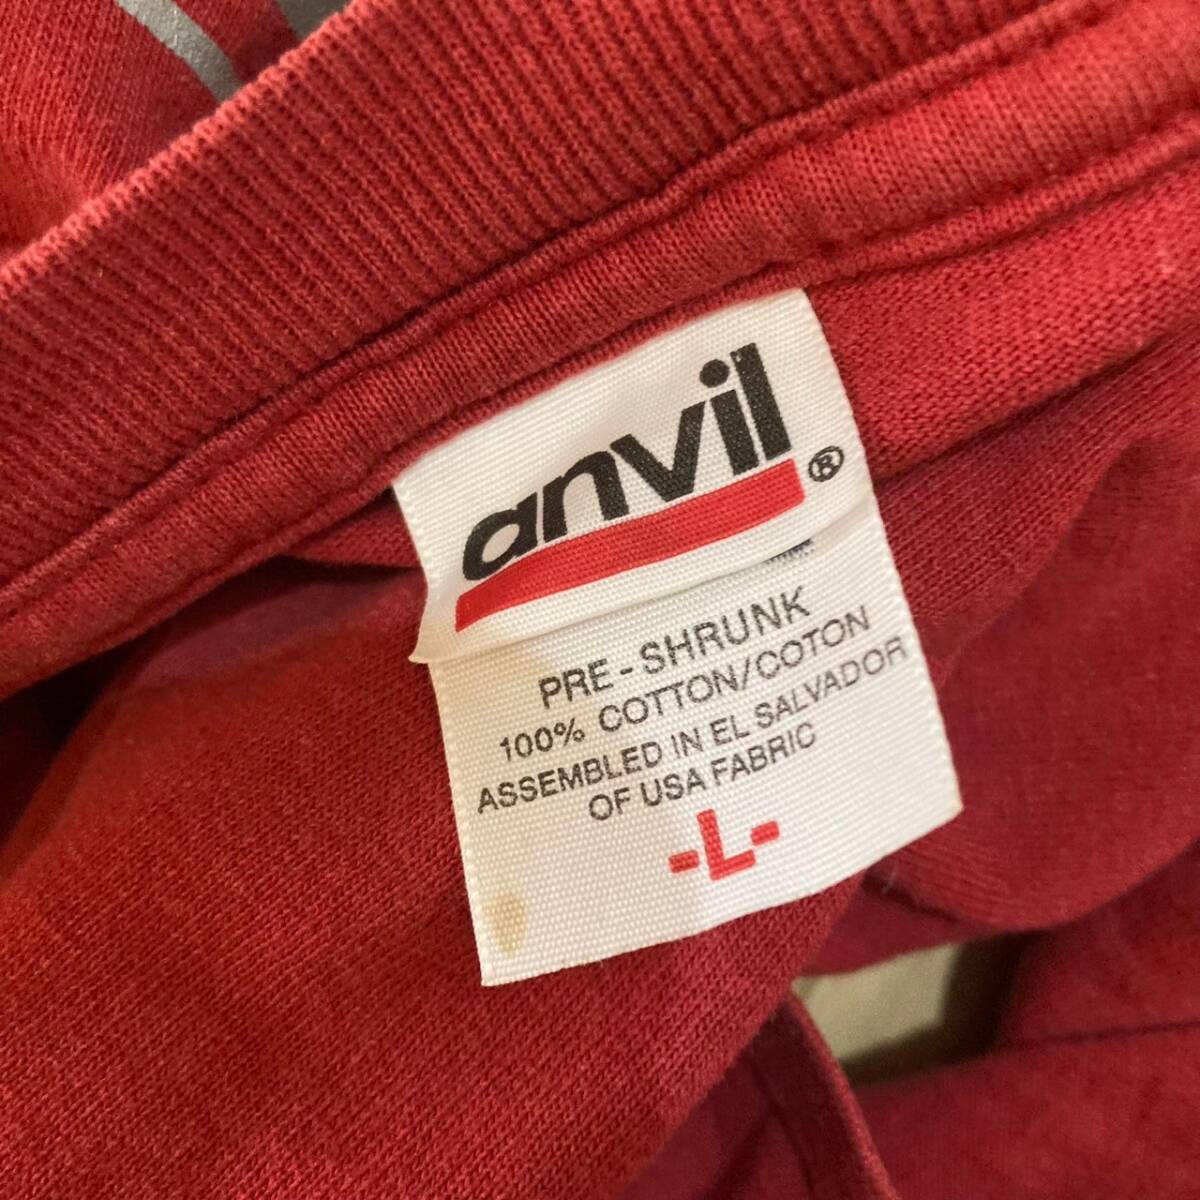 anvil®
PRE-SHRUNK
100% COTTON/COTON
ASSEMBLED IN EL SALVADOR
OF USA FABRIC
-L-